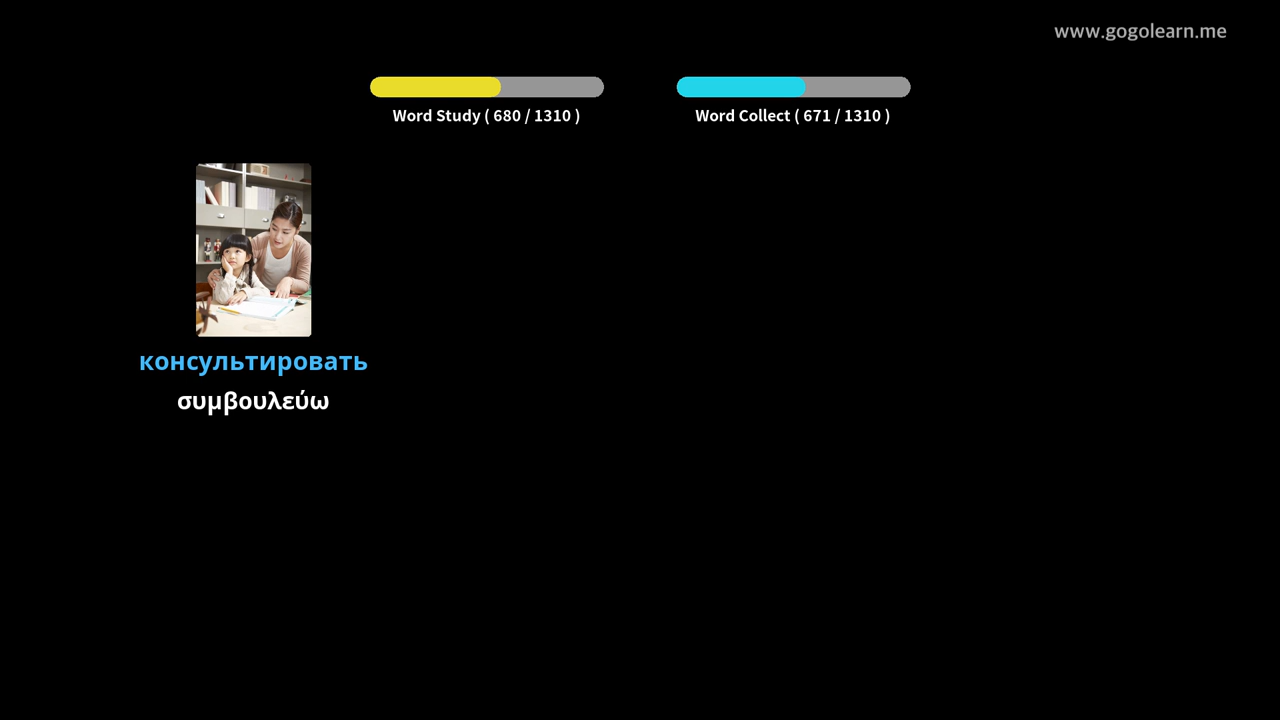 www.gogolearn.me
Word Study ( 680 / 1310 )
Word Collect ( 671 / 1310 )
консультировать
συμβουλεύω